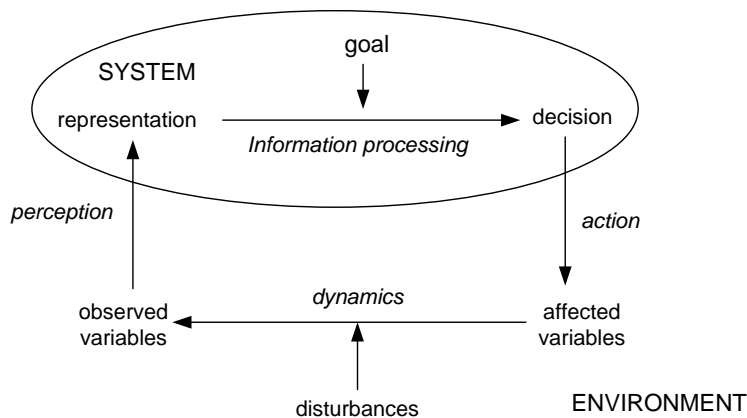 goal
SYSTEM
representation
decision
Information processing
perception
action
dynamics
observed
variables
affected
variables
disturbances
ENVIRONMENT